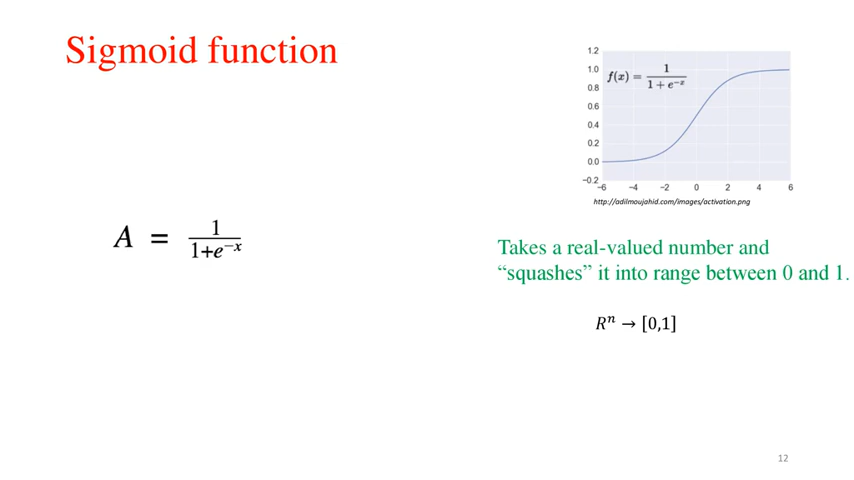 Sigmoid function
1.2
1.0
0.8
0.6
0.4
0.2
0.0
−0.2
−6 −4 −2 0 2 4 6
f(x) = 1 / (1 + e^{−x})
http://adilmoujahid.com/images/activation.png
A = 1 / (1+e^{−x})
Takes a real-valued number and
“squashes” it into range between 0 and 1.
R^n → [0,1]
12